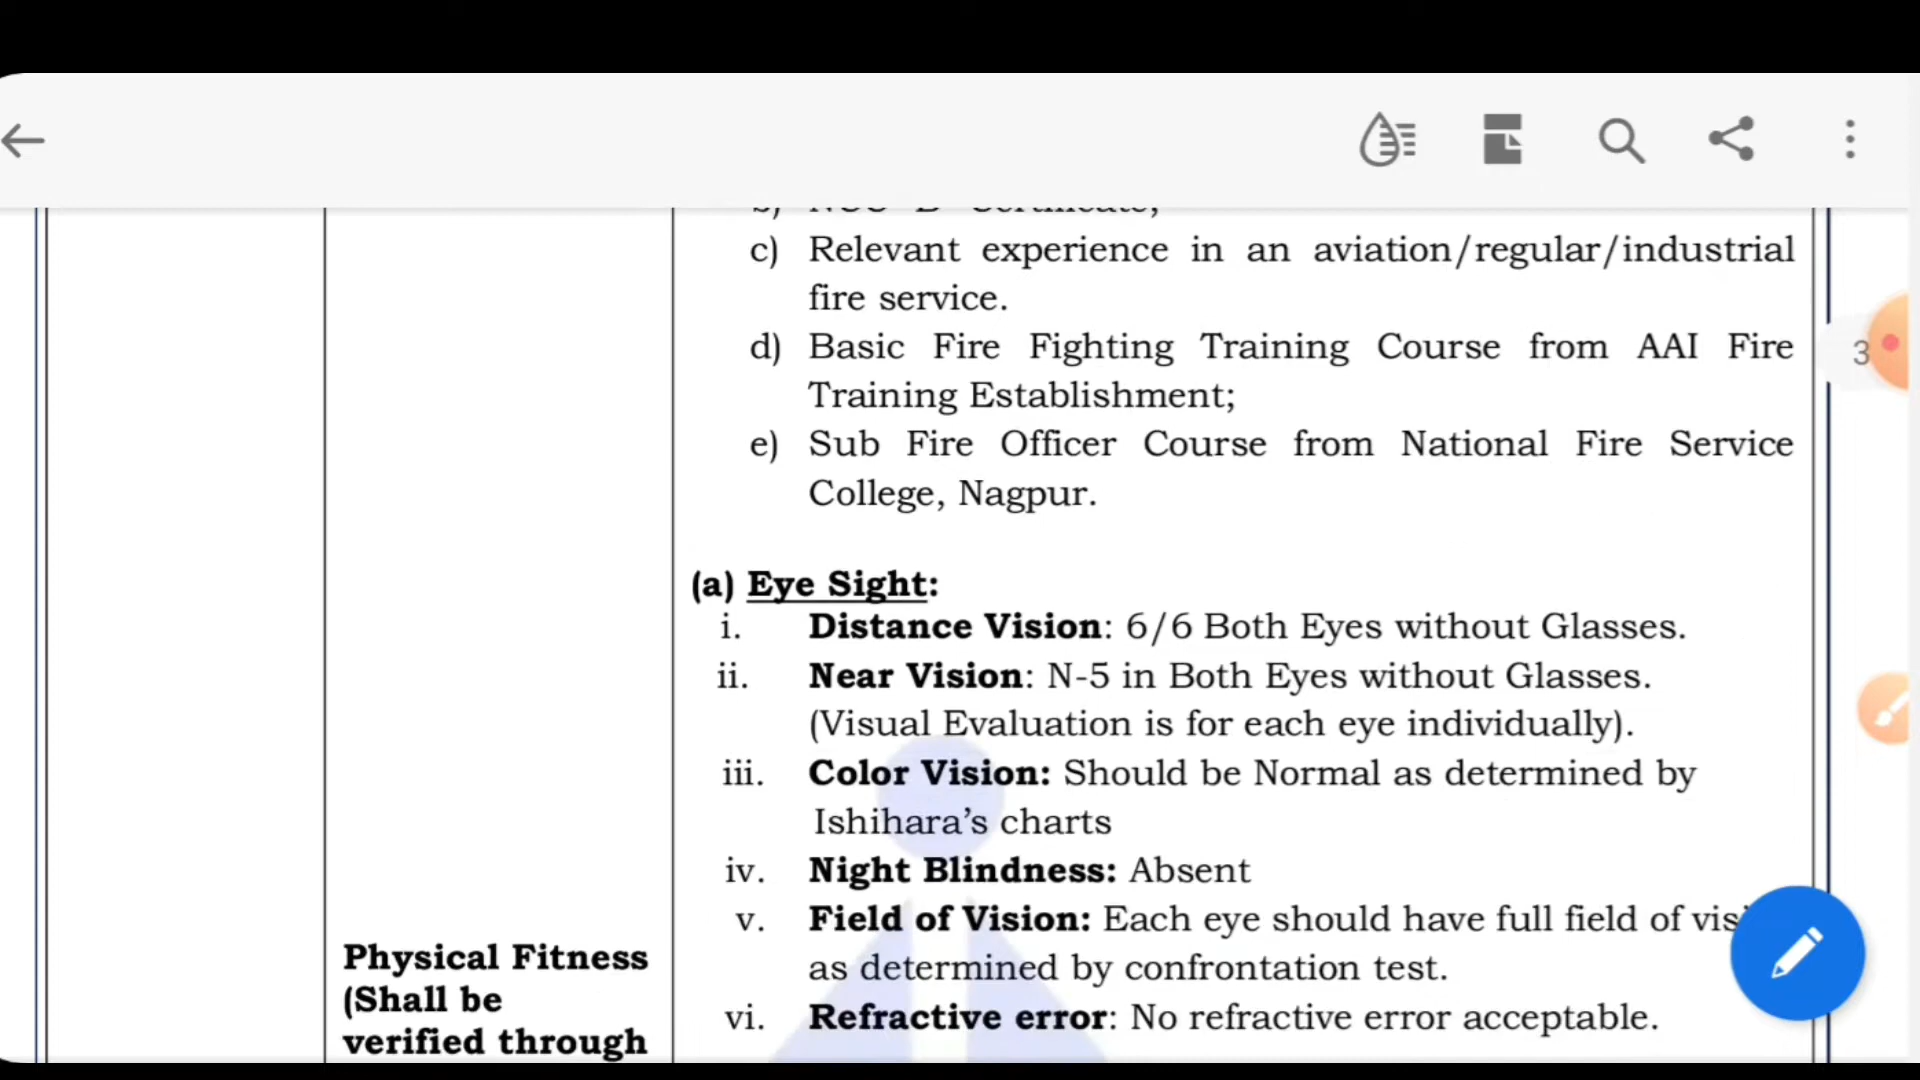 c) Relevant experience in an aviation/regular/industrial
fire service.
d) Basic Fire Fighting Training Course from AAI Fire
Training Establishment;
e) Sub Fire Officer Course from National Fire Service
College, Nagpur.
3
(a) Eye Sight:
i. Distance Vision: 6/6 Both Eyes without Glasses.
ii. Near Vision: N-5 in Both Eyes without Glasses.
(Visual Evaluation is for each eye individually).
iii. Color Vision: Should be Normal as determined by
Ishihara’s charts
iv. Night Blindness: Absent
v. Field of Vision: Each eye should have full field of
as determined by confrontation test.
vi. Refractive error: No refractive error acceptable.
Physical Fitness
(Shall be
verified through